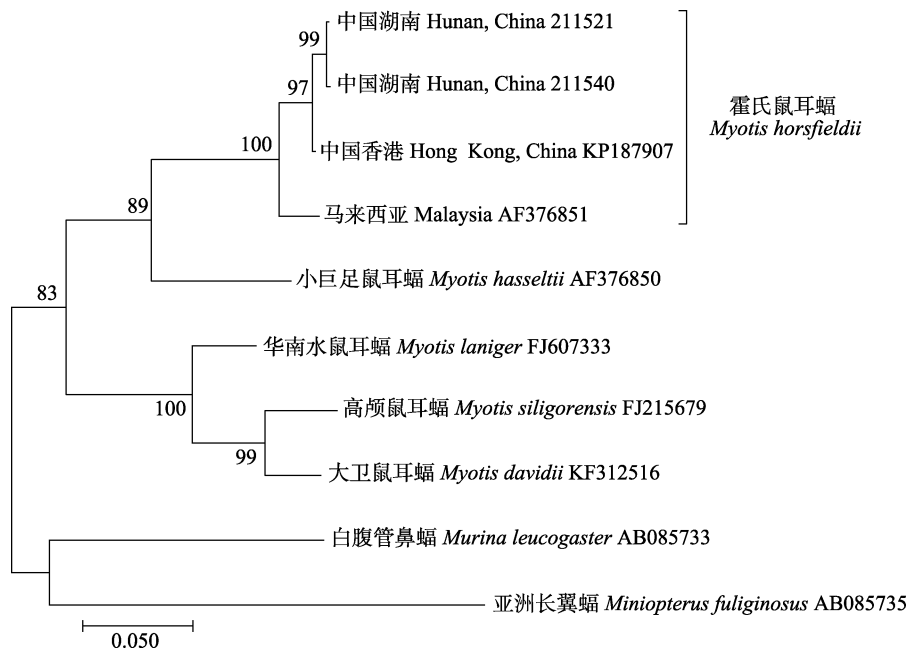 中国湖南 Hunan, China 211521
99
中国湖南 Hunan, China 211540
97
霍氏鼠耳蝠
Myotis horsfieldii
中国香港 Hong Kong, China KP187907
100
马来西亚 Malaysia AF376851
89
小巨足鼠耳蝠 Myotis hasseltii AF376850
83
华南水鼠耳蝠 Myotis laniger FJ607333
100
高颅鼠耳蝠 Myotis siligorensis FJ215679
99
大卫鼠耳蝠 Myotis davidii KF312516
白腹管鼻蝠 Murina leucogaster AB085733
亚洲长翼蝠 Miniopterus fuliginosus AB085735
0.050